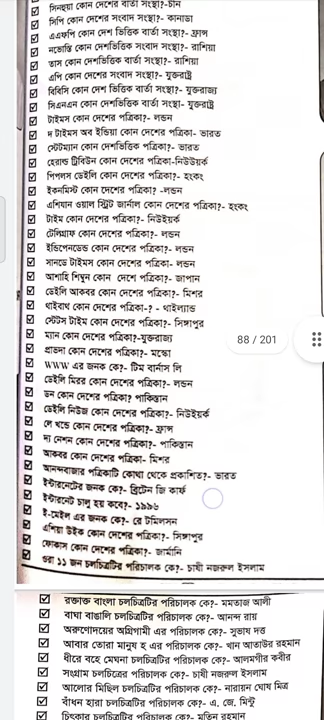 সিনহুয়া কোন দেশের বার্তা সংস্থা?-চীন
সিপি কোন দেশের সংবাদ সংস্থা?- কানাডা
এএফপি কোন দেশ ভিত্তিক বার্তা সংস্থা?- ফ্রান্স
নভোস্তি কোন দেশভিত্তিক সংবাদ সংস্থা?- রাশিয়া
তাস কোন দেশভিত্তিক বার্তা সংস্থা?- রাশিয়া
এপি কোন দেশের সংবাদ সংস্থা?- যুক্তরাষ্ট্র
বিবিসি কোন দেশ ভিত্তিক বার্তা সংস্থা?- যুক্তরাজ্য
সিএনএন কোন দেশভিত্তিক বার্তা সংস্থা- যুক্তরাষ্ট্র
টাইমস কোন দেশের পত্রিকা?- লন্ডন
দ টাইমস অব ইন্ডিয়া কোন দেশের পত্রিকা- ভারত
স্টেটম্যান কোন দেশভিত্তিক পত্রিকা?- ভারত
হেরাল্ড ট্রিবিউন কোন দেশের পত্রিকা-নিউউয়র্ক
পিপলস ডেইলি কোন দেশের পত্রিকা?- হংকং
ইকনমিস্ট কোন দেশের পত্রিকা? -লন্ডন
এশিয়ান ওয়াল স্ট্রিট জার্নাল কোন দেশের পত্রিকা?- হংকং
টাইম কোন দেশের পত্রিকা?- নিউইয়র্ক
টেলিগ্রাফ কোন দেশের পত্রিকা?- লন্ডন
ইন্ডিপেনডেন্ড কোন দেশের পত্রিকা?- লন্ডন
সানডে টাইমস কোন দেশের পত্রিকা- লন্ডন
আশাহি শিম্বুন কোন দেশে পত্রিকা?- জাপান
ডেইলি আকবর কোন দেশের পত্রিকা?- মিশর
থাইবাথ কোন দেশের পত্রিকা-? - থাইল্যান্ড
স্টেটস টাইম কোন দেশের পত্রিকা?- সিঙ্গাপুর
ম্যান কোন দেশের পত্রিকা?-যুক্তরাজ্য
প্রাভদা কোন দেশের পত্রিকা?- মস্কো
WWW এর জনক কে?- টিম বার্নাস লি
ডেইলি মিরর কোন দেশের পত্রিকা?- লন্ডন
ডন কোন দেশের পত্রিকা? পাকিস্তান
ডেইলি নিউজ কোন দেশের পত্রিকা?- নিউইয়র্ক
লে খন্ডে কোন দেশের পত্রিকা?- ফ্রান্স
দ্য নেশন কোন দেশের পত্রিকা?- পাকিস্তান
আকবর কোন দেশের পত্রিকা- মিশর
আনন্দবাজার পত্রিকাটি কোথা থেকে প্রকাশিত?- ভারত
ইন্টারনেটের জনক কে?- ব্রিটেন জি কার্ফ
ইন্টারনেট চালু হয় কবে?- ১৯৬৯
ই-মেইল এর জনক কে?- রে টমিলসন
এশিয়া উইক কোন দেশের পত্রিকা?- সিঙ্গাপুর
ফোকাস কোন দেশের পত্রিকা?- জার্মানি
ওরা ১১ জন চলচিত্রটির পরিচালক কে?- চাষী নজরুল ইসলাম
88 / 201
রক্তাক্ত বাংলা চলচিত্রটির পরিচালক কে?- মমতাজ আলী
বাঘা বাঙালি চলচিত্রটির পরিচালক কে?- আনন্দ রায়
অরুণোদয়ের অগ্নিসাক্ষী এর পরিচালক কে?- সুভাষ দত্ত
আবার তোরা মানুষ হ এর পরিচালক কে?- খান আতাউর রহমান
ধীরে বহে মেঘনা চলচিত্রটির পরিচালক কে?- আলমগীর কবীর
সংগ্রাম চলচিত্রের পরিচালক কে?- চাষী নজরুল ইসলাম
আলোর মিছিল চলচিত্রটির পরিচালক কে?- নারায়ন ঘোষ মিত্র
বাঁধন হারা চলচিত্রটির পরিচালক কে?- এ. জে. মিন্টু
চিৎকার চলচিত্রটির পরিচালক কে?- মতিন রহমান